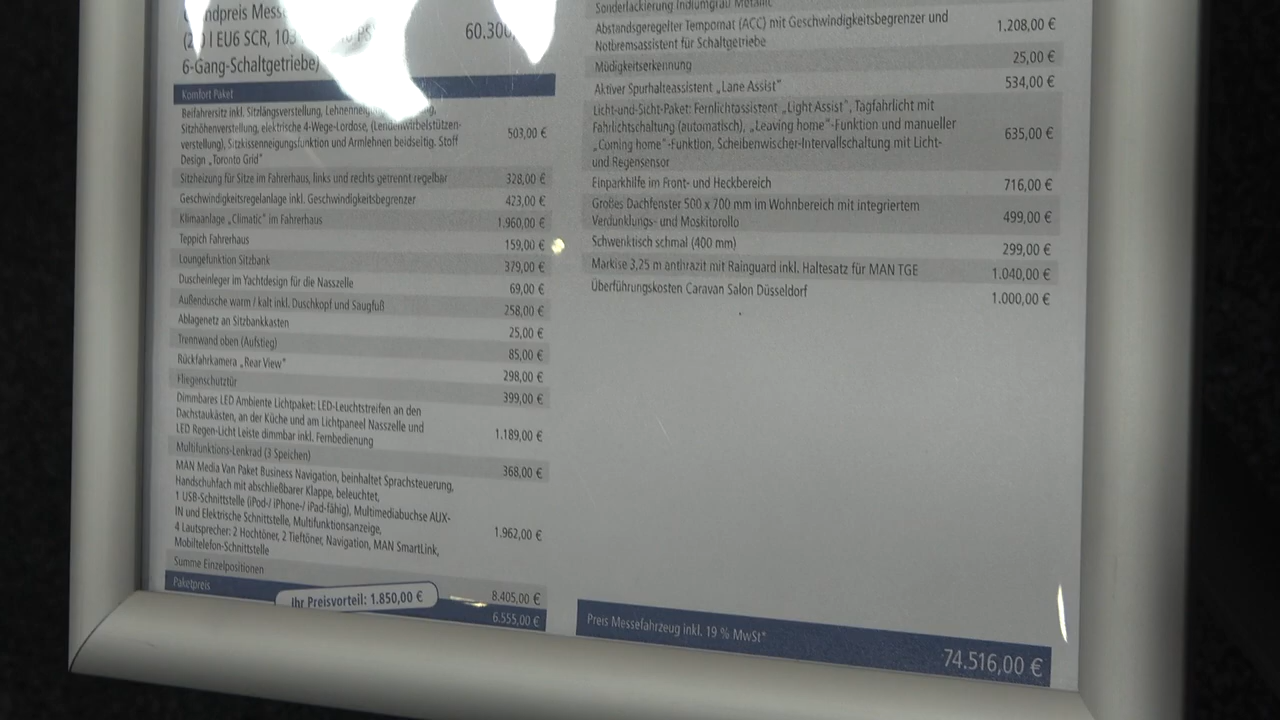 6-Gang-Schaltgetriebe)
(2,0 l EU6 SCR, 103 PS
60.300
Komfort Paket
Beifahrersitz inkl. Sitzlängsverstellung,
Sitzhöhenverstellung, elektrische 4-Wege-Lordose, (Lendenwirbelstützen-
verstellung), Sitzkissenneigungsfunktion und Armlehnen beidseitig. Stoff
Design „Toronto Grid"
503,00 €
Sitzheizung für Sitze im Fahrerhaus, links und rechts getrennt regelbar 328,00 €
Geschwindigkeitsregelanlage inkl. Geschwindigkeitsbegrenzer 423,00 €
Klimaanlage „Climatic" im Fahrerhaus 1.960,00 €
Teppich Fahrerhaus 159,00 €
Loungefunktion Sitzbank 379,00 €
Duscheinleger im Yachtdesign für die Nasszelle 69,00 €
Außendusche warm / kalt inkl. Duschkopf und Saugfuß 258,00 €
Ablagenetz an Sitzbankkasten 25,00 €
Trennwand oben (Aufstieg) 85,00 €
Rückfahrkamera „Rear View" 298,00 €
Fliegenschutztür 399,00 €
Dimmbares LED Ambiente Lichtpaket: LED-Leuchtstreifen an den
Dachstaukästen, an der Küche und am Lichtpaneel Nasszelle und
LED Regen-Licht Leiste dimmbar inkl. Fernbedienung
1.189,00 €
Multifunktions-Lenkrad (3 Speichen) 368,00 €
MAN Media Van Paket Business Navigation, beinhaltet Sprachsteuerung,
Handschuhfach mit abschließbarer Klappe, beleuchtet,
1 USB-Schnittstelle (iPod-/ iPhone-/ iPad-fähig), Multimediabuchse AUX-
IN und Elektrische Schnittstelle, Multifunktionsanzeige,
4 Lautsprecher: 2 Hochtöner, 2 Tieftöner, Navigation, MAN SmartLink,
Mobiltelefon-Schnittstelle
1.962,00 €
Summe Einzelpositionen 8.405,00 €
Paketpreis 6.555,00 €
Ihr Preisvorteil: 1.850,00 €
Sonderlackierung Indiumgrau Metallic
Abstandsgeregelter Tempomat (ACC) mit Geschwindigkeitsbegrenzer und
Notbremsassistent für Schaltgetriebe
1.208,00 €
Müdigkeitserkennung 25,00 €
Aktiver Spurhalteassistent „Lane Assist" 534,00 €
Licht-und-Sicht-Paket: Fernlichtassistent „Light Assist", Tagfahrlicht mit
Fahrlichtschaltung (automatisch), „Leaving home"-Funktion und manueller
„Coming home"-Funktion, Scheibenwischer-Intervallschaltung mit Licht-
und Regensensor
635,00 €
Einparkhilfe im Front- und Heckbereich 716,00 €
Großes Dachfenster 500 x 700 mm im Wohnbereich mit integriertem
Verdunklungs- und Moskitorollo
499,00 €
Schwenktisch schmal (400 mm) 299,00 €
Markise 3,25 m anthrazit mit Rainguard inkl. Haltesatz für MAN TGE 1.040,00 €
Überführungskosten Caravan Salon Düsseldorf 1.000,00 €
Preis Messefahrzeug inkl. 19 % MwSt*
74.516,00 €